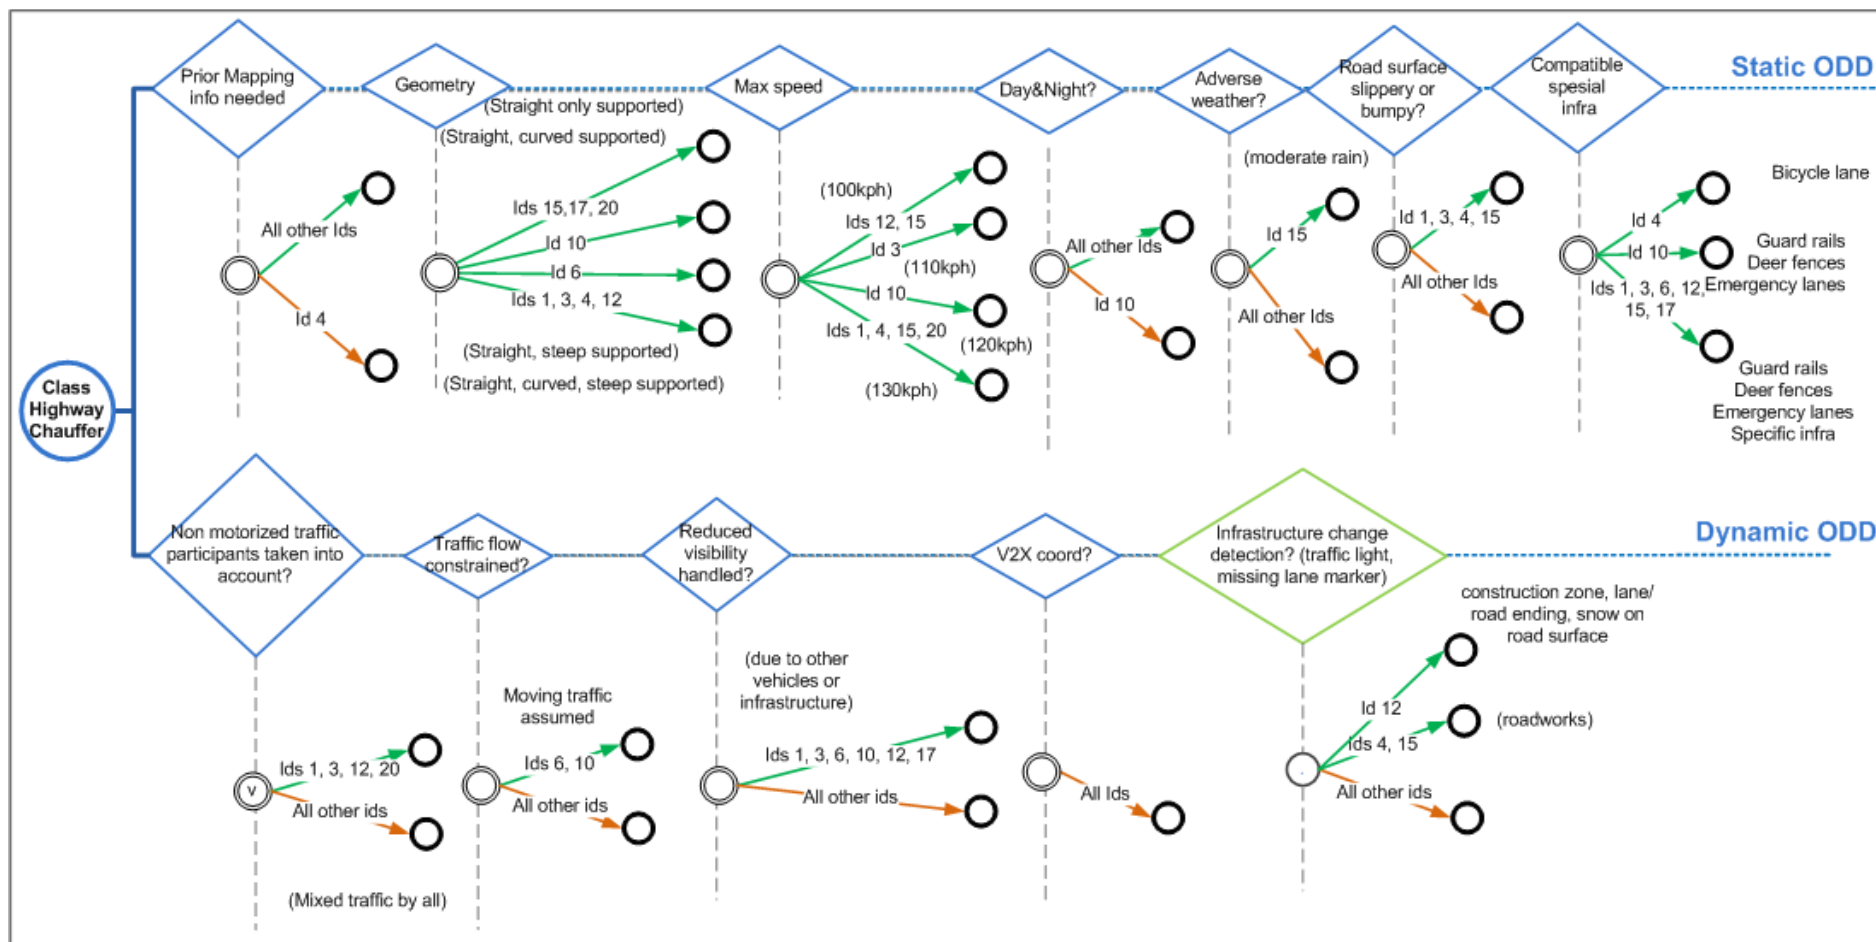 Prior Mapping
info needed
Geometry
Max speed
Day&Night?
Adverse
weather?
Road surface
slippery or
bumpy?
Compatible
spesial
infra
Static ODD
(Straight only supported)
(Straight, curved supported)
Ids 15,17, 20
Id 10
Id 6
Ids 1, 3, 4, 12
(Straight, steep supported)
(Straight, curved, steep supported)
All other Ids
Id 4
(100kph)
Ids 12, 15
Id 3
(110kph)
Id 10
Ids 1, 4, 15, 20
(120kph)
(130kph)
All other Ids
Id 10
(moderate rain)
Id 15
All other Ids
Id 1, 3, 4, 15
All other Ids
Bicycle lane
Id 4
Id 10
Guard rails
Deer fences
Emergency lanes
Ids 1, 3, 6, 12,
15, 17
Guard rails
Deer fences
Emergency lanes
Specific infra
Class
Highway
Chauffer
Non motorized traffic
participants taken into
account?
Traffic flow
constrained?
Reduced
visibility
handled?
V2X coord?
Infrastructure change
detection? (traffic light,
missing lane marker)
Dynamic ODD
v
Ids 1, 3, 12, 20
All other ids
(Mixed traffic by all)
Moving traffic
assumed
Ids 6, 10
All other ids
(due to other
vehicles or
infrastructure)
Ids 1, 3, 6, 10, 12, 17
All other ids
All Ids
construction zone, lane/
road ending, snow on
road surface
Id 12
(roadworks)
Ids 4, 15
All other ids